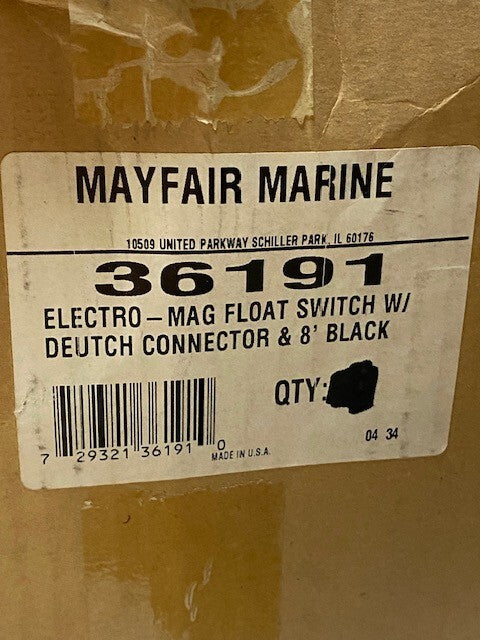 MAYFAIR MARINE
10509 UNITED PARKWAY SCHILLER PARK, IL 60176
36191
ELECTRO-MAG FLOAT SWITCH W/
DEUTCH CONNECTOR & 8' BLACK
QTY:
04 34
7 29321 36191 0
MADE IN U.S.A.